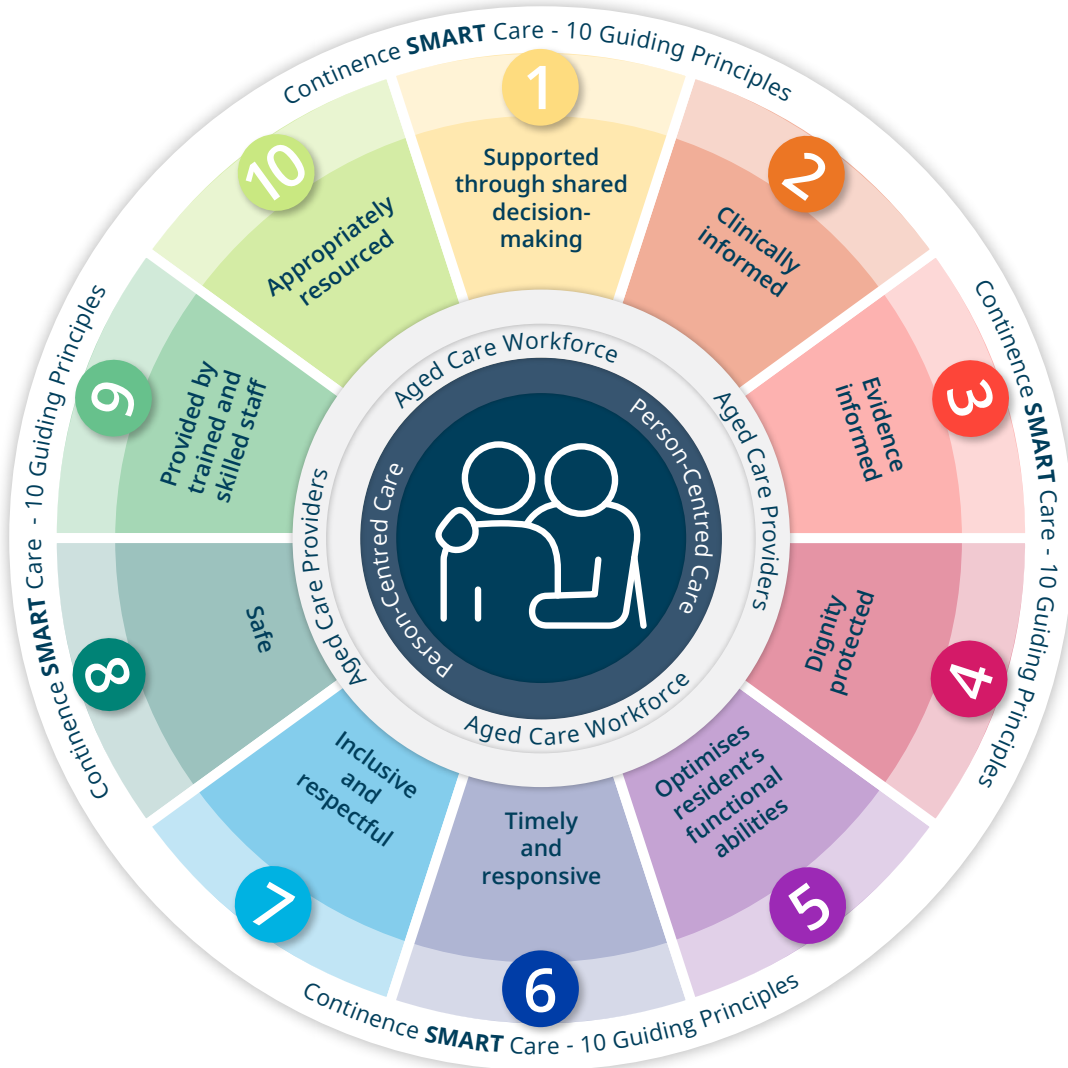 Continence SMART Care - 10 Guiding Principles
Continence SMART Care - 10 Guiding Principles
Continence SMART Care - 10 Guiding Principles
Continence SMART Care - 10 Guiding Principles
1
Supported
through shared
decision-
making
2
Clinically
informed
3
Evidence
informed
4
Dignity
protected
5
Optimises
resident’s
functional
abilities
6
Timely
and
responsive
7
Inclusive
and
respectful
8
Safe
9
Provided by
trained and
skilled staff
10
Appropriately
resourced
Aged Care Workforce
Aged Care Providers
Aged Care Workforce
Aged Care Providers
Person-Centred Care
Person-Centred Care